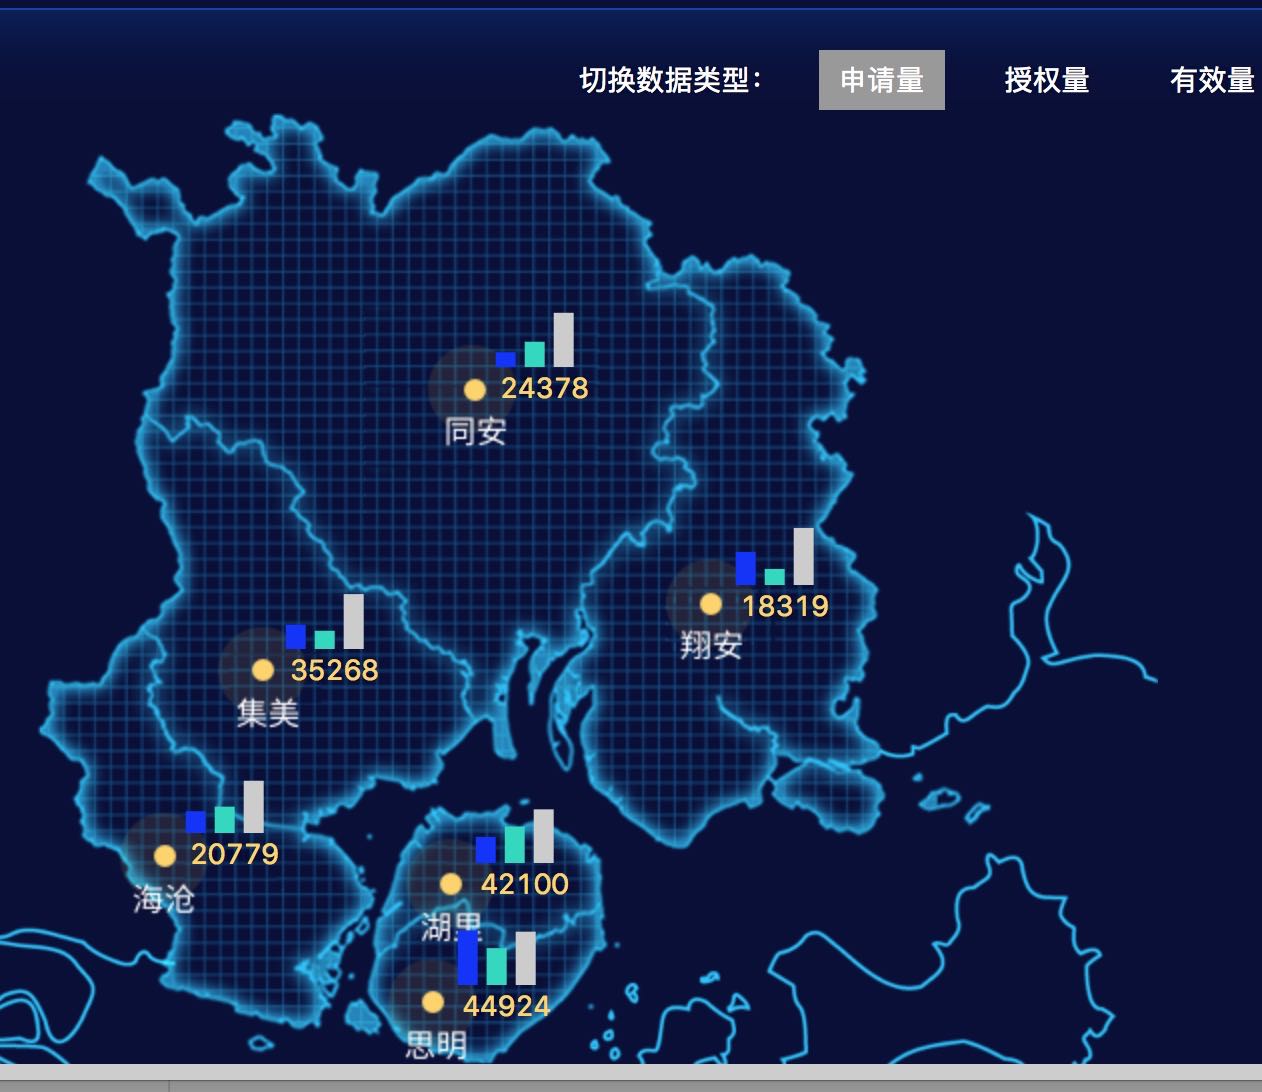 切换数据类型： 申请量 授权量 有效量
24378
同安
18319
翔安
35268
集美
20779
海沧
42100
湖里
44924
思明